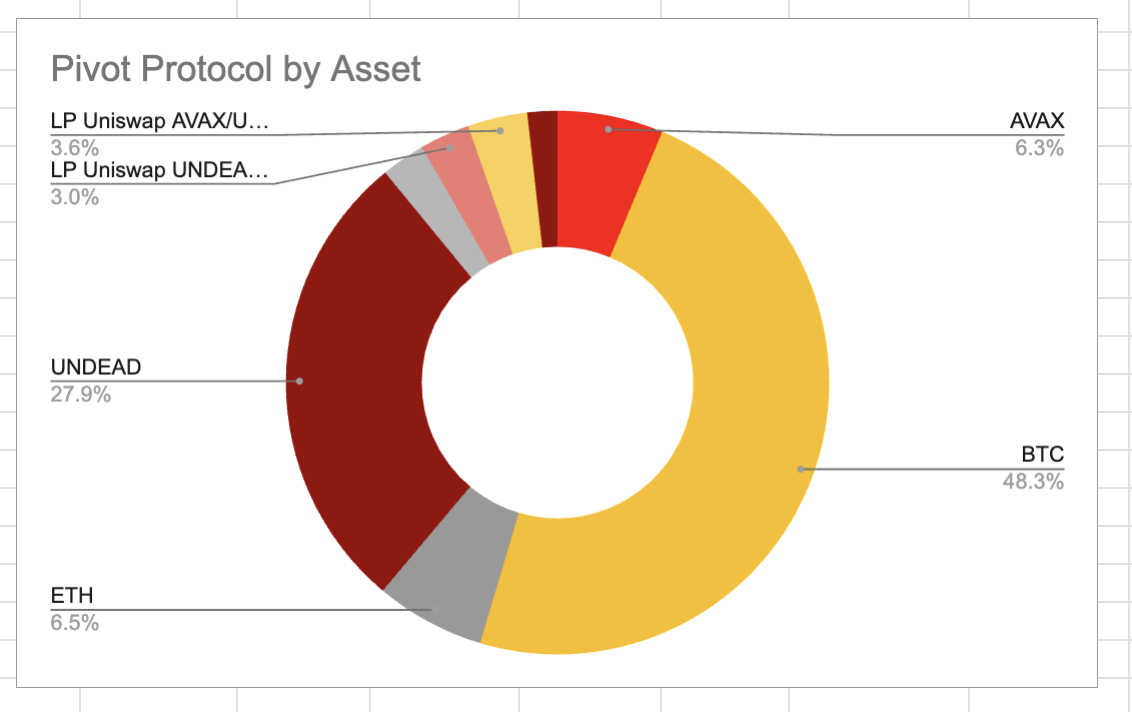 Pivot Protocol by Asset
LP Uniswap AVAX/U…
3.6%
LP Uniswap UNDEA…
3.0%
AVAX
6.3%
UNDEAD
27.9%
BTC
48.3%
ETH
6.5%